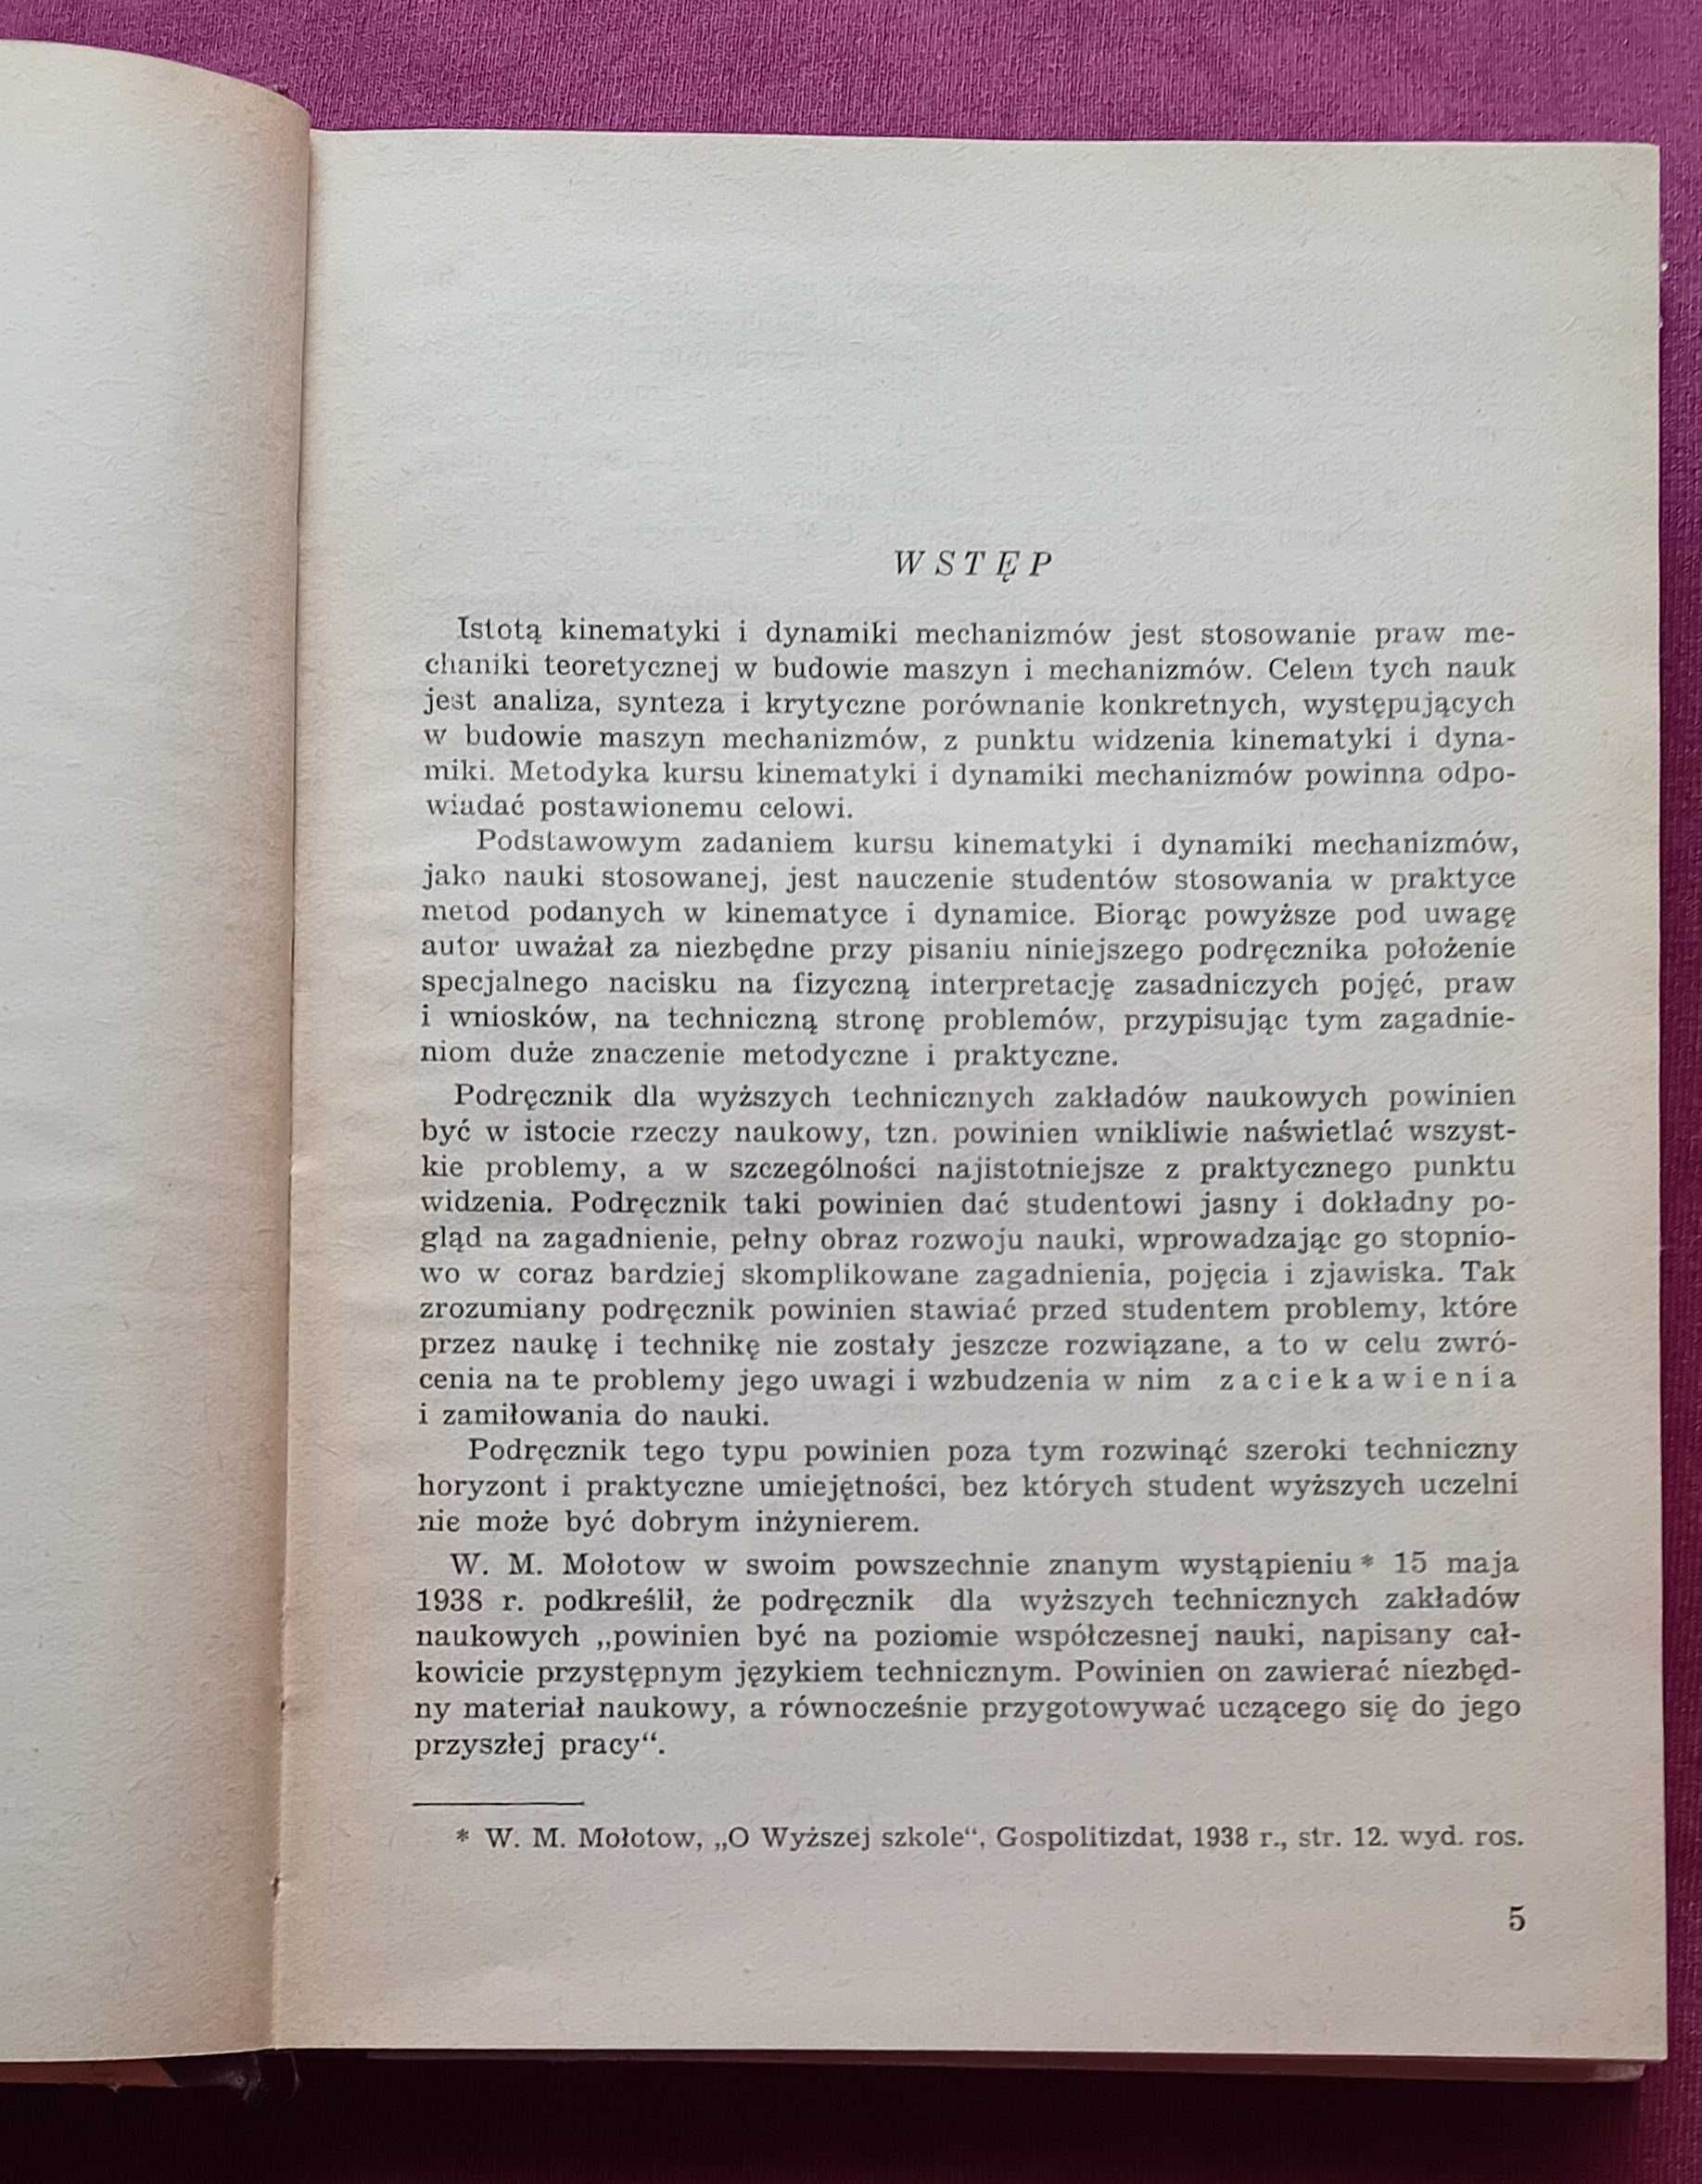 WSTĘP
Istotą kinematyki i dynamiki mechanizmów jest stosowanie praw me-
chaniki teoretycznej w budowie maszyn i mechanizmów. Celem tych nauk
jest analiza, synteza i krytyczne porównanie konkretnych, występujących
w budowie maszyn mechanizmów, z punktu widzenia kinematyki i dyna-
miki. Metodyka kursu kinematyki i dynamiki mechanizmów powinna odpo-
wiadać postawionemu celowi.
Podstawowym zadaniem kursu kinematyki i dynamiki mechanizmów,
jako nauki stosowanej, jest nauczenie studentów stosowania w praktyce
metod podanych w kinematyce i dynamice. Biorąc powyższe pod uwagę
autor uważał za niezbędne przy pisaniu niniejszego podręcznika położenie
specjalnego nacisku na fizyczną interpretację zasadniczych pojęć, praw
i wniosków, na techniczną stronę problemów, przypisując tym zagadnie-
niom duże znaczenie metodyczne i praktyczne.
Podręcznik dla wyższych technicznych zakładów naukowych powinien
być w istocie rzeczy naukowy, tzn. powinien wnikliwie naświetlać wszyst-
kie problemy, a w szczególności najistotniejsze z praktycznego punktu
widzenia. Podręcznik taki powinien dać studentowi jasny i dokładny po-
gląd na zagadnienie, pełny obraz rozwoju nauki, wprowadzając go stopnio-
wo w coraz bardziej skomplikowane zagadnienia, pojęcia i zjawiska. Tak
zrozumiany podręcznik powinien stawiać przed studentem problemy, które
przez naukę i technikę nie zostały jeszcze rozwiązane, a to w celu zwró-
cenia na te problemy jego uwagi i wzbudzenia w nim zaciekawienia
i zamiłowania do nauki.
Podręcznik tego typu powinien poza tym rozwinąć szeroki techniczny
horyzont i praktyczne umiejętności, bez których student wyższych uczelni
nie może być dobrym inżynierem.
W. M. Mołotow w swoim powszechnie znanym wystąpieniu * 15 maja
1938 r. podkreślił, że podręcznik dla wyższych technicznych zakładów
naukowych „powinien być na poziomie współczesnej nauki, napisany cał-
kowicie przystępnym językiem technicznym. Powinien on zawierać niezbęd-
ny materiał naukowy, a równocześnie przygotowywać uczącego się do jego
przyszłej pracy“.
* W. M. Mołotow, „O Wyższej szkole“, Gospolitizdat, 1938 r., str. 12. wyd. ros.
5